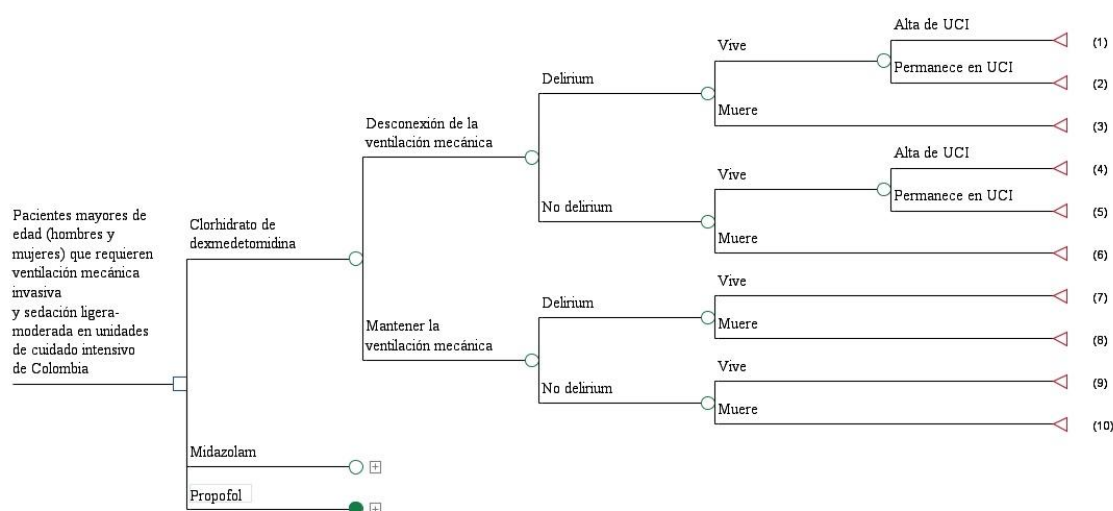 Pacientes mayores de
edad (hombres y
mujeres) que requieren
ventilación mecánica
invasiva
y sedación ligera-
moderada en unidades
de cuidado intensivo
de Colombia
Clorhidrato de
dexmedetomidina
Desconexión de la
ventilación mecánica
Delirium
Vive
Alta de UCI
(1)
Permanece en UCI
(2)
Muere
(3)
No delirium
Vive
Alta de UCI
(4)
Permanece en UCI
(5)
Muere
(6)
Mantener la
ventilación mecánica
Delirium
Vive
(7)
Muere
(8)
No delirium
Vive
(9)
Muere
(10)
Midazolam
Propofol